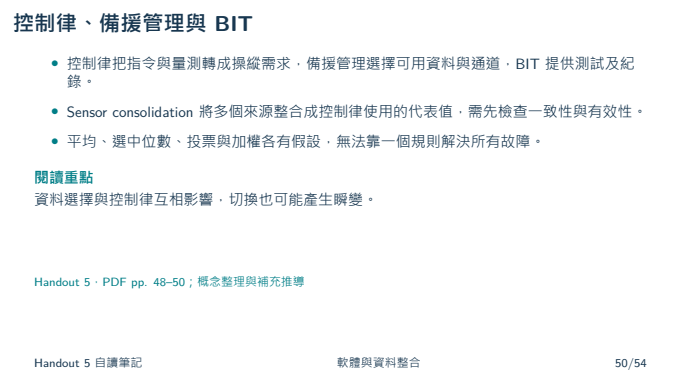 控制律、備援管理與 BIT
• 控制律把指令與量測轉成操縱需求，備援管理選擇可用資料與通道，BIT 提供測試及紀
錄。
• Sensor consolidation 將多個來源整合成控制律使用的代表值，需先檢查一致性與有效性。
• 平均、選中位數、投票與加權各有假設，無法靠一個規則解決所有故障。
閱讀重點
資料選擇與控制律互相影響，切換也可能產生瞬變。
Handout 5 · PDF pp. 48–50；概念整理與補充推導
Handout 5 自讀筆記
軟體與資料整合
50/54